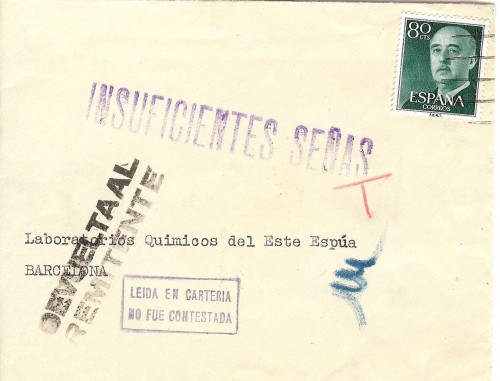 80
CTS
ESPAÑA
CORREOS
INSUFICIENTES SEÑAS
T
DEVUELTA AL
REMITENTE
Laboratorios Quimicos del Este Espúa
BARCELONA
LEIDA EN CARTERIA
NO FUE CONTESTADA